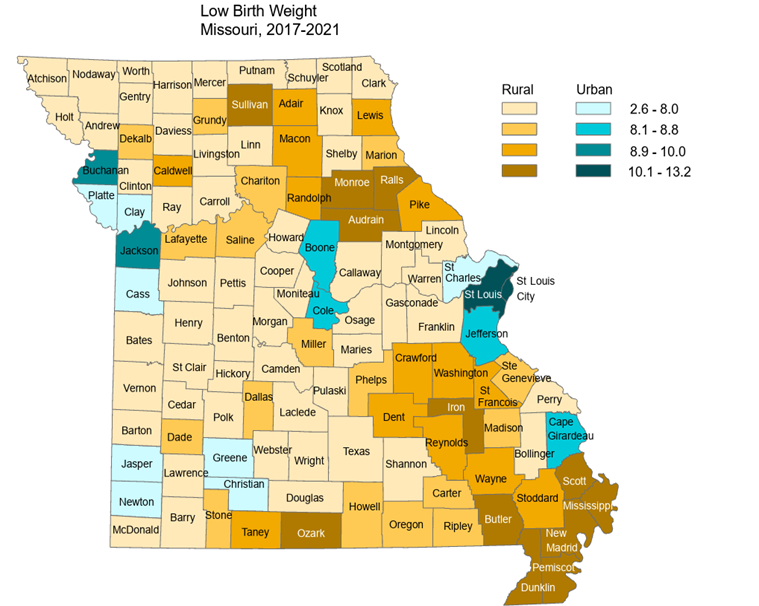 Low Birth Weight
Missouri, 2017-2021
Rural
Urban
2.6 - 8.0
8.1 - 8.8
8.9 - 10.0
10.1 - 13.2
Atchison
Nodaway
Worth
Harrison
Mercer
Putnam
Schuyler
Scotland
Clark
Holt
Andrew
Gentry
Daviess
Grundy
Sullivan
Adair
Knox
Lewis
Dekalb
Livingston
Linn
Macon
Shelby
Marion
Buchanan
Clinton
Caldwell
Chariton
Randolph
Monroe
Ralls
Pike
Platte
Clay
Ray
Carroll
Audrain
Lincoln
Jackson
Lafayette
Saline
Howard
Boone
Callaway
Montgomery
Warren
St
Charles
St Louis
St Louis
City
Cass
Johnson
Pettis
Cooper
Moniteau
Cole
Osage
Gasconade
Franklin
Jefferson
Bates
Henry
Benton
Morgan
Miller
Maries
Crawford
Washington
Ste
Genevieve
St
Francois
Perry
Vernon
St Clair
Hickory
Camden
Pulaski
Phelps
Dent
Iron
Madison
Cape
Girardeau
Cedar
Polk
Dallas
Laclede
Barton
Dade
Reynolds
Bollinger
Jasper
Greene
Webster
Wright
Texas
Shannon
Wayne
Scott
Lawrence
Christian
Newton
Douglas
Howell
Carter
Stoddard
Mississippi
McDonald
Barry
Stone
Taney
Ozark
Oregon
Ripley
Butler
New
Madrid
Pemiscot
Dunklin